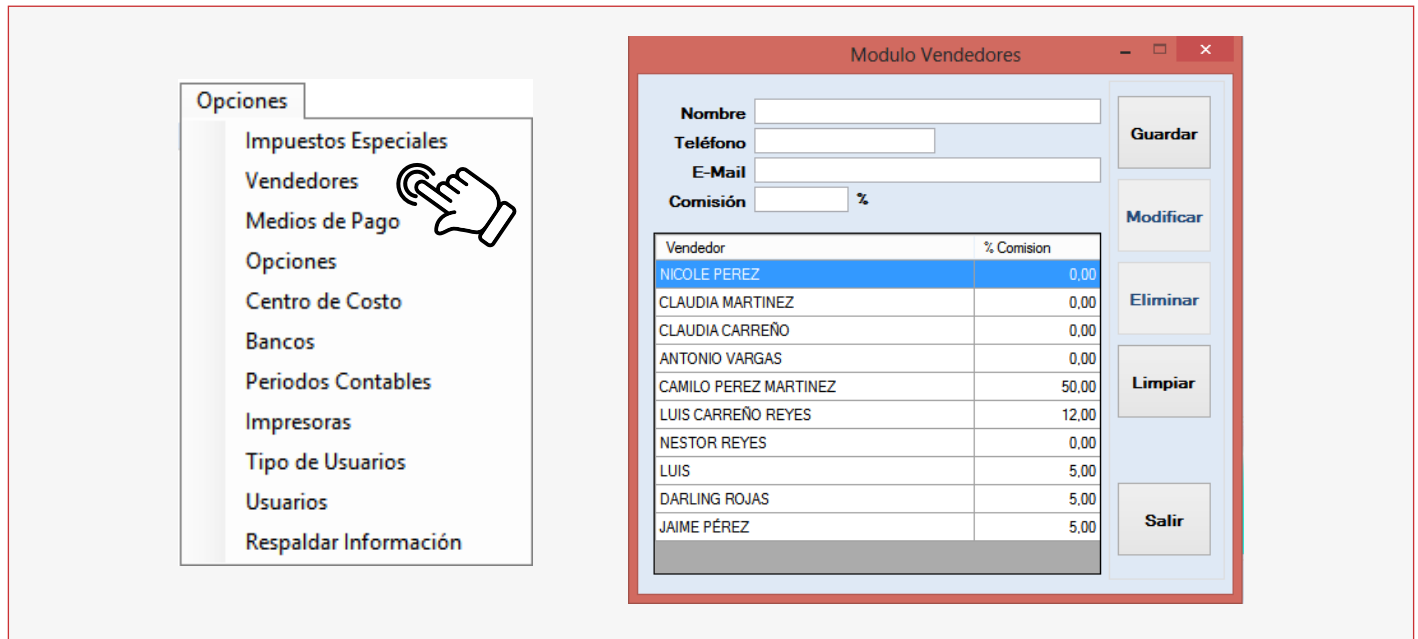 Opciones
Impuestos Especiales
Vendedores
Medios de Pago
Opciones
Centro de Costo
Bancos
Periodos Contables
Impresoras
Tipo de Usuarios
Usuarios
Respaldar Información
Modulo Vendedores
Nombre
Teléfono
E-Mail
Comisión %
Guardar
Modificar
Eliminar
Limpiar
Salir
Vendedor % Comision
NICOLE PEREZ 0,00
CLAUDIA MARTINEZ 0,00
CLAUDIA CARREÑO 0,00
ANTONIO VARGAS 0,00
CAMILO PEREZ MARTINEZ 50,00
LUIS CARREÑO REYES 12,00
NESTOR REYES 0,00
LUIS 5,00
DARLING ROJAS 5,00
JAIME PÉREZ 5,00